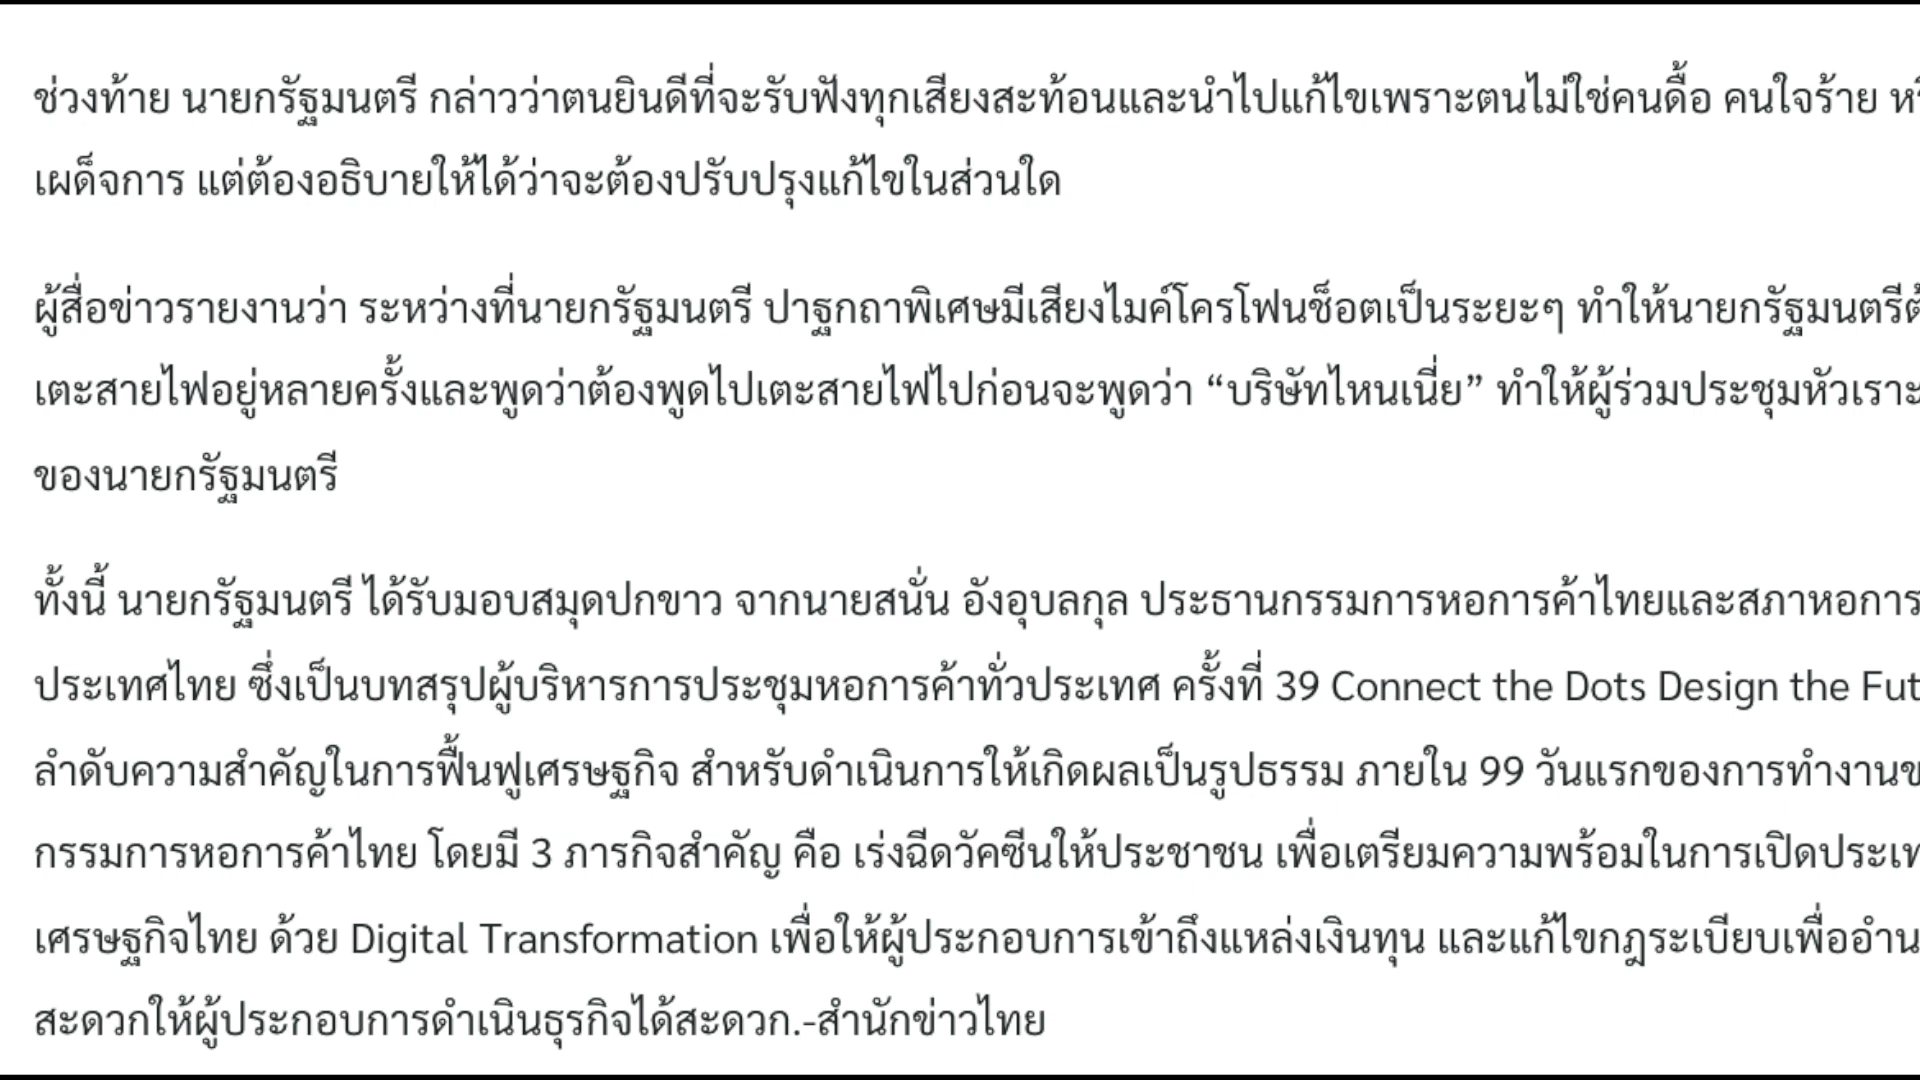 ช่วงท้าย นายกรัฐมนตรี กล่าวว่าตนยินดีที่จะรับฟังทุกเสียงสะท้อนและนำไปแก้ไขเพราะตนไม่ใช่คนดื้อ คนใจร้าย
เผด็จการ แต่ต้องอธิบายให้ได้ว่าจะต้องปรับปรุงแก้ไขในส่วนใด
ผู้สื่อข่าวรายงานว่า ระหว่างที่นายกรัฐมนตรี ปาฐกถาพิเศษมีเสียงไมค์โครโฟนช็อตเป็นระยะๆ ทำให้นายกรัฐมนตรี
เตะสายไฟอยู่หลายครั้งและพูดว่าต้องพูดไปเตะสายไฟไปก่อนจะพูดว่า “บริษัทไหนเนี่ย” ทำให้ผู้ร่วมประชุมหัวเราะ
ของนายกรัฐมนตรี
ทั้งนี้ นายกรัฐมนตรี ได้รับมอบสมุดปกขาว จากนายสนั่น อังอุบลกุล ประธานกรรมการหอการค้าไทยและสภาหอการ
ประเทศไทย ซึ่งเป็นบทสรุปผู้บริหารการประชุมหอการค้าทั่วประเทศ ครั้งที่ 39 Connect the Dots Design the Fut
ลำดับความสำคัญในการฟื้นฟูเศรษฐกิจ สำหรับดำเนินการให้เกิดผลเป็นรูปธรรม ภายใน 99 วันแรกของการทำงาน
กรรมการหอการค้าไทย โดยมี 3 ภารกิจสำคัญ คือ เร่งฉีดวัคซีนให้ประชาชน เพื่อเตรียมความพร้อมในการเปิดประเท
เศรษฐกิจไทย ด้วย Digital Transformation เพื่อให้ผู้ประกอบการเข้าถึงแหล่งเงินทุน และแก้ไขกฎระเบียบเพื่ออำน
สะดวกให้ผู้ประกอบการดำเนินธุรกิจได้สะดวก.-สำนักข่าวไทย